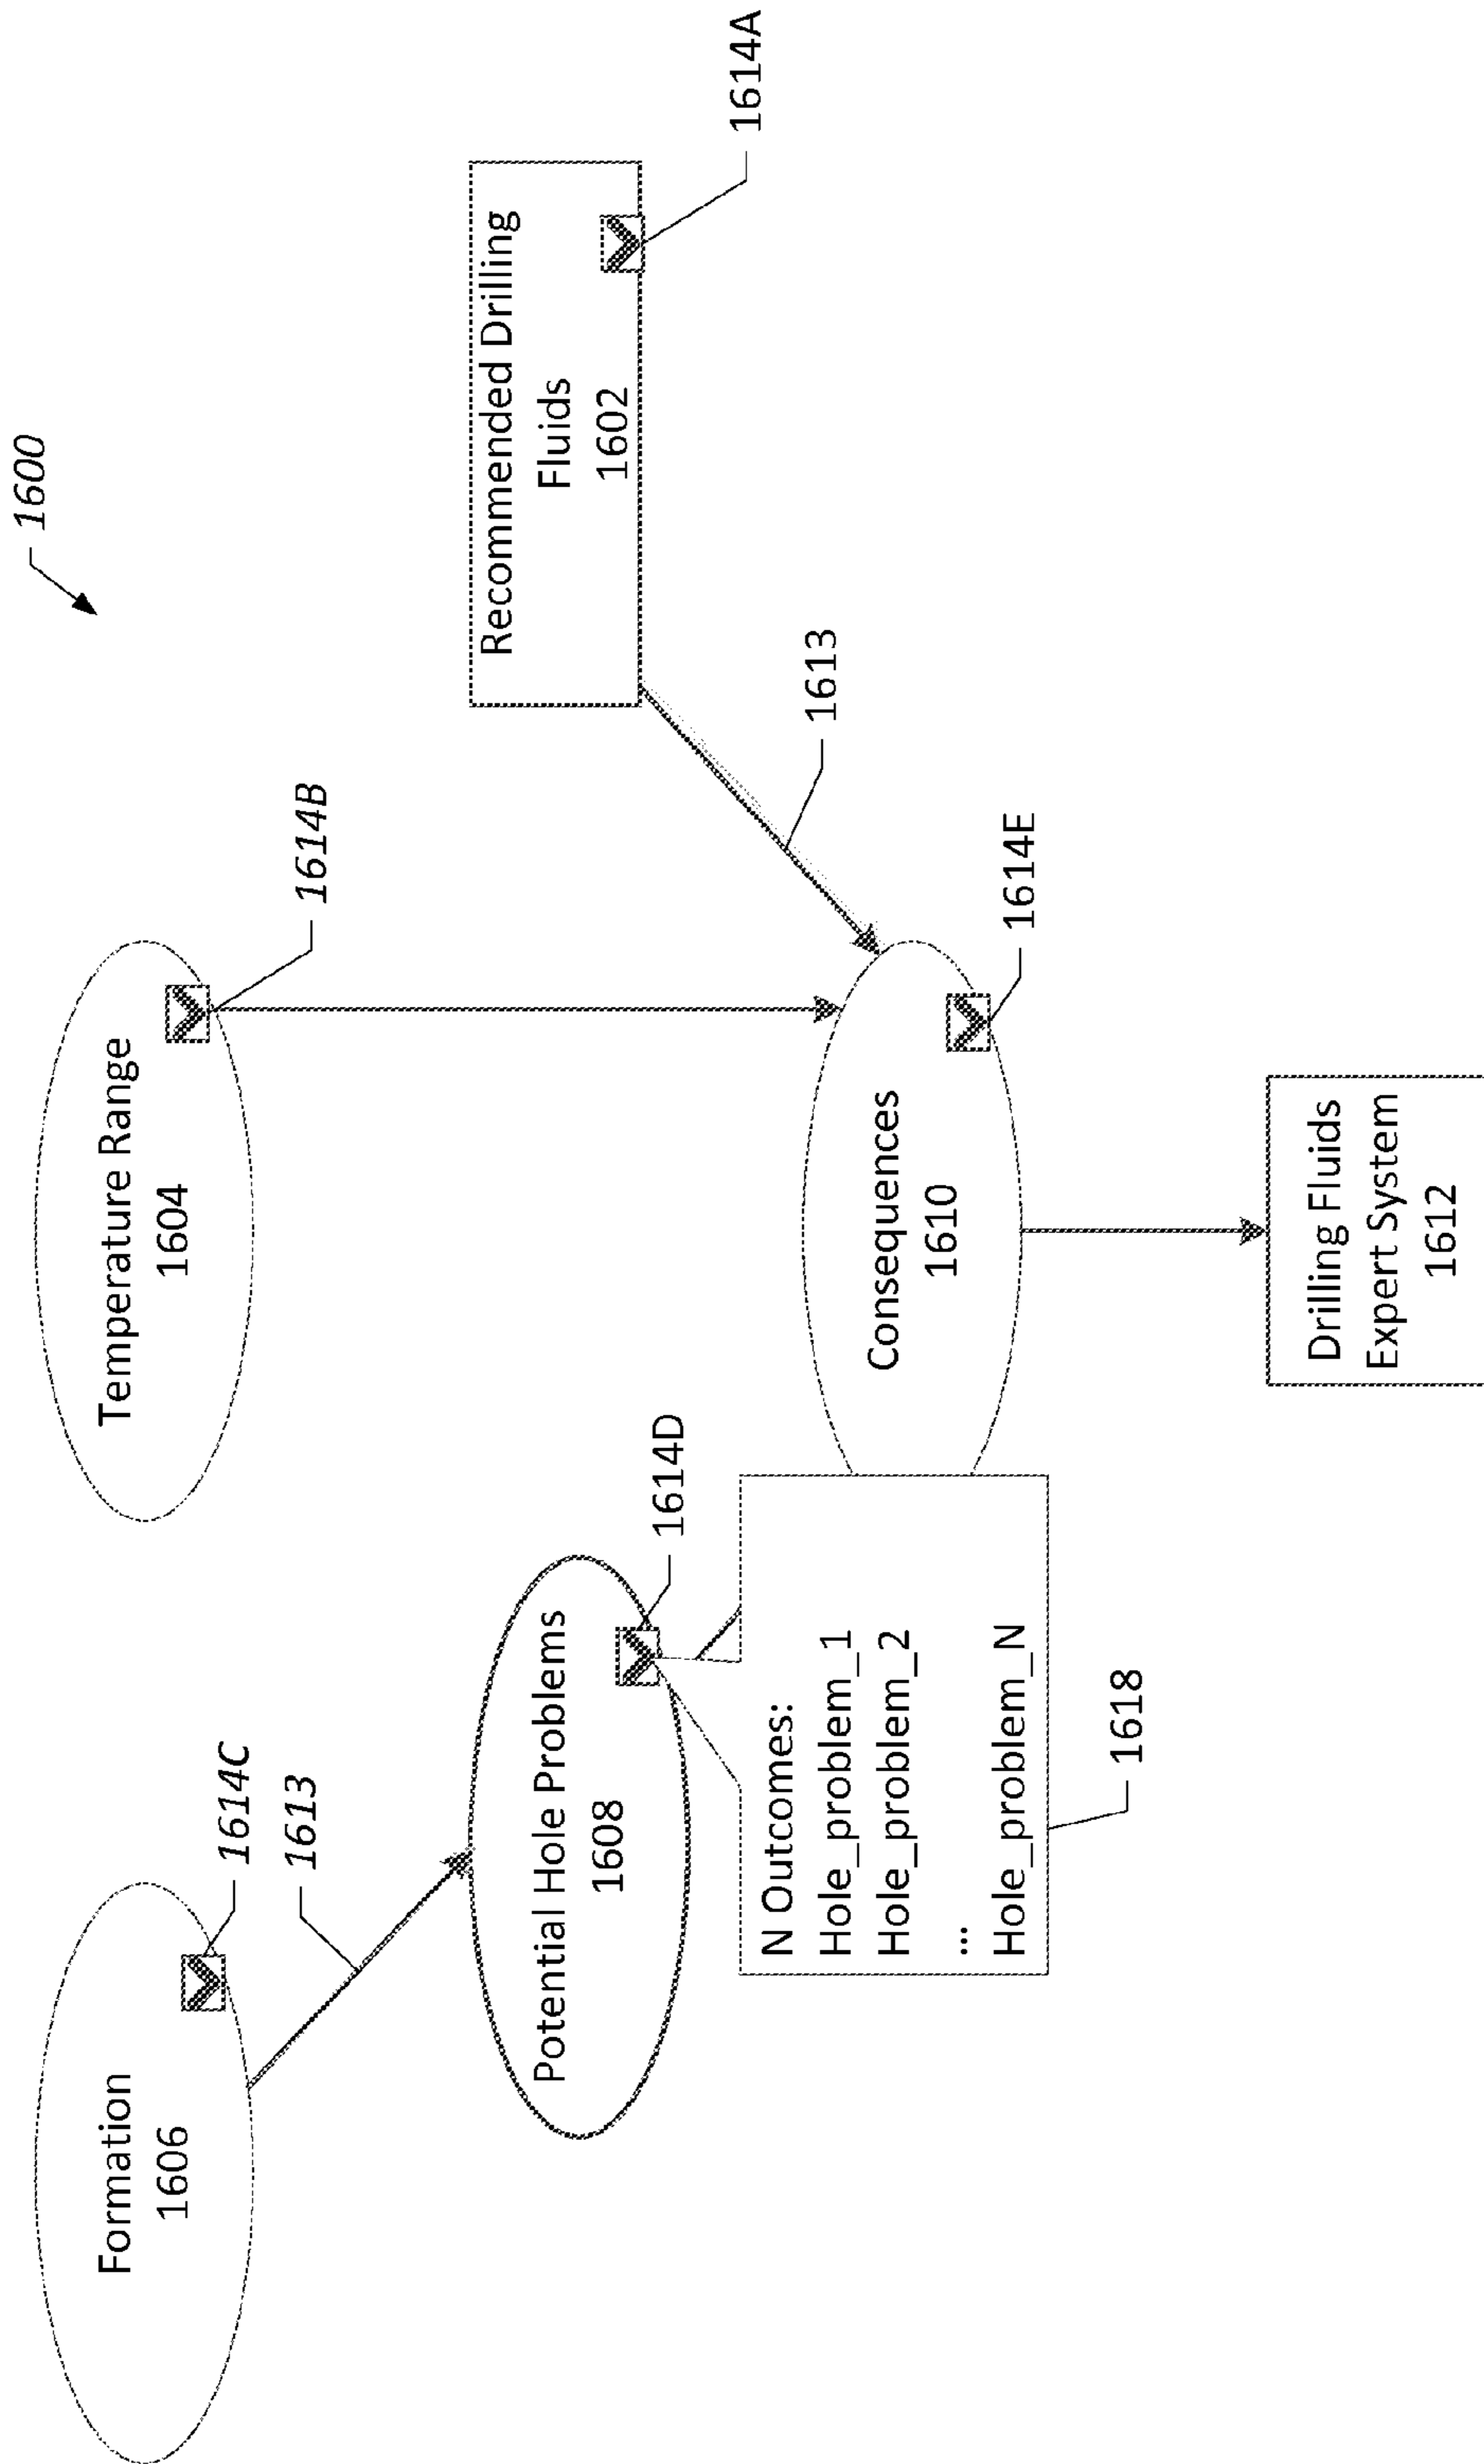 1600
Formation
1606
1614C
1613
Temperature Range
1604
1614B
Potential Hole Problems
1608
1614D
Recommended Drilling
Fluids
1602
1614A
1613
N Outcomes:
Hole_problem_1
Hole_problem_2
...
Hole_problem_N
1618
Consequences
1610
1614E
Drilling Fluids
Expert System
1612